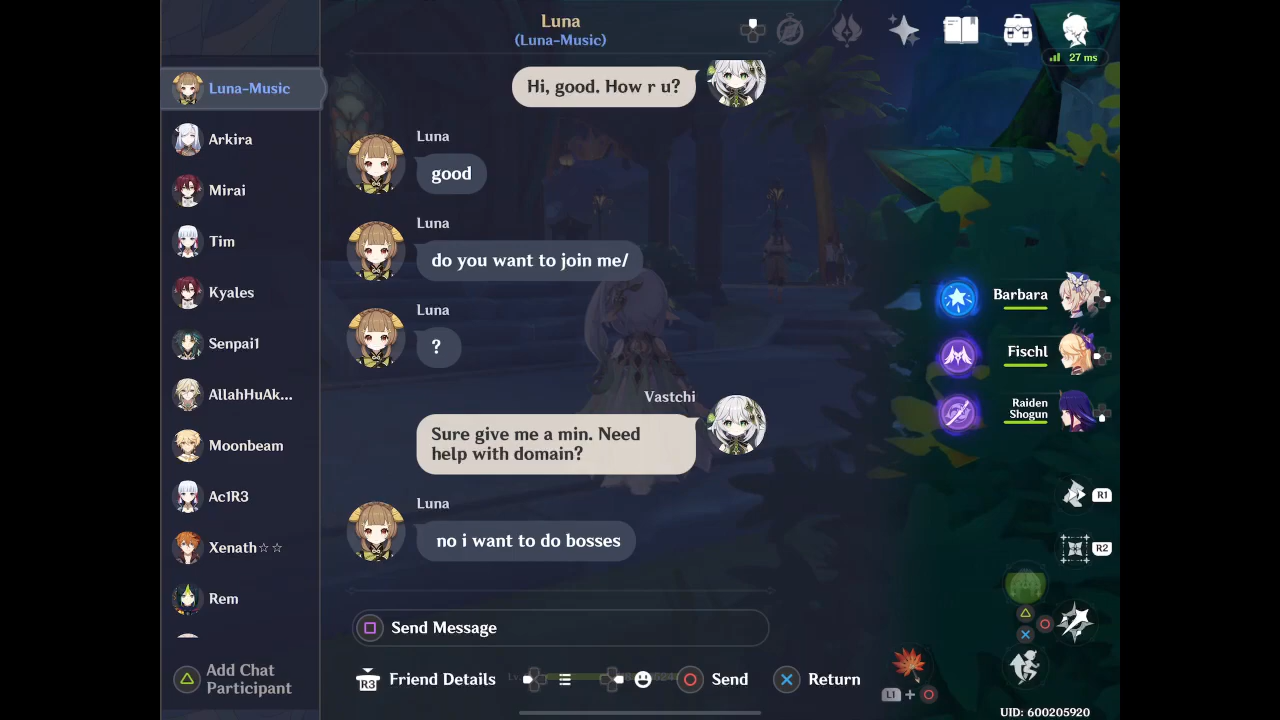 Luna
(Luna-Music)
27 ms
Luna-Music
Arkira
Mirai
Tim
Kyales
Senpai1
AllahHuAk...
Moonbeam
Ac1R3
Xenath☆☆
Rem
Add Chat
Participant
Hi, good. How r u?
Luna
good
Luna
do you want to join me/
Luna
?
Vastchi
Sure give me a min. Need
help with domain?
Luna
no i want to do bosses
Send Message
R3
Friend Details
Send
Return
Barbara
Fischl
Raiden
Shogun
R1
R2
L1 +
UID: 600205920